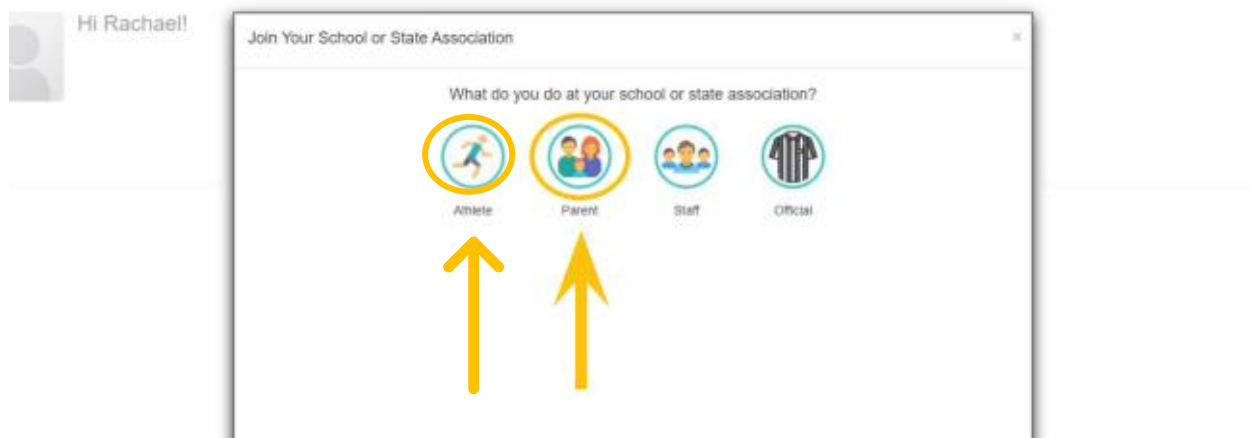 Hi Rachael!
Join Your School or State Association
×
What do you do at your school or state association?
Athlete Parent Staff Official